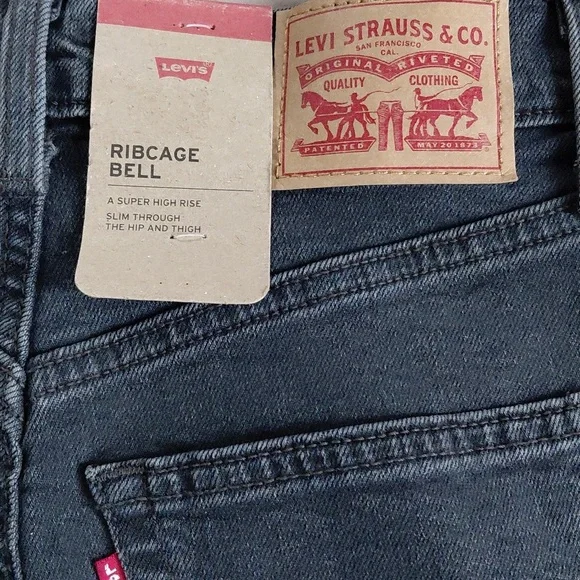 Levi's
RIBCAGE
BELL
A SUPER HIGH RISE
SLIM THROUGH
THE HIP AND THIGH
LEVI STRAUSS & CO.
SAN FRANCISCO
CAL.
ORIGINAL RIVETED
QUALITY CLOTHING
PATENTED MAY 20 1873